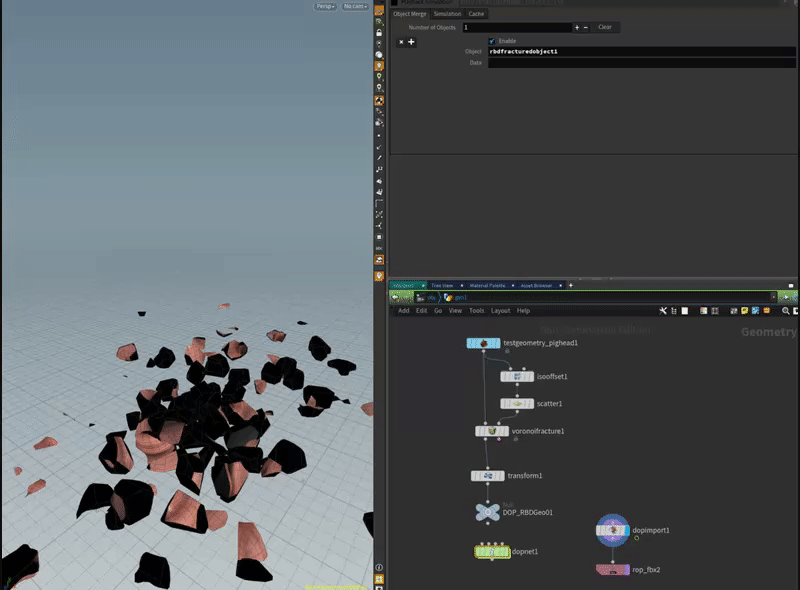 Persp
No cam
Object Merge Simulation Cache
Number of Objects 1 Clear
Enable
Object rbdfracturedobject1
Data
Tree View Material Palette Asset Browser
obj geo1
Add Edit Go View Tools Layout Help
Geometry
testgeometry_pighead1
isooffset1
scatter1
voronoifracture1
transform1
Null
DOP_RBDGeo01
dopnet1
dopimport1
rop_fbx2